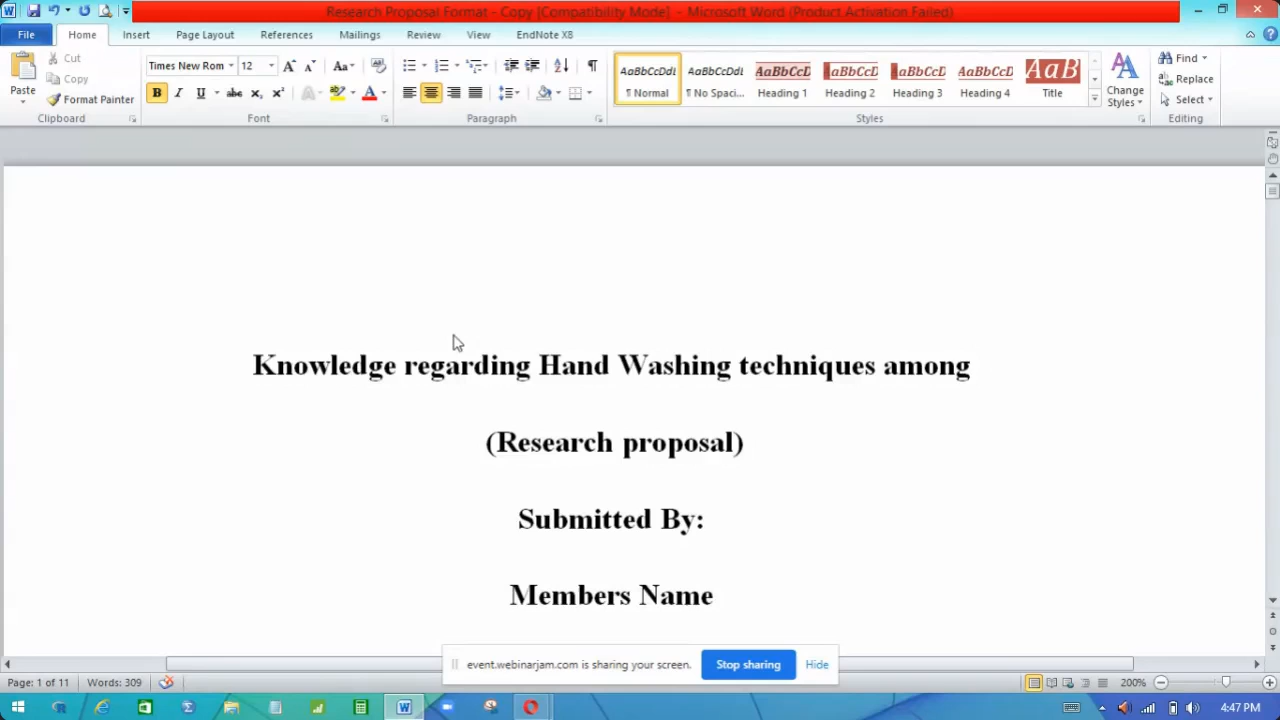 Research Proposal Format - Copy [Compatibility Mode] - Microsoft Word (Product Activation Failed)
File Home Insert Page Layout References Mailings Review View EndNote X8
Paste Cut Copy Format Painter
Times New Rom 12
AaBbCcDdI AaBbCcDdI AaBbCcD AaBbCcD AaBbCcD AaBbCcD AaB
¶ Normal ¶ No Spaci... Heading 1 Heading 2 Heading 3 Heading 4 Title
Change Styles
Find
Replace
Select
Clipboard Font Paragraph Styles Editing
Knowledge regarding Hand Washing techniques among
(Research proposal)
Submitted By:
Members Name
event.webinarjam.com is sharing your screen. Stop sharing Hide
Page: 1 of 11 Words: 309 200%
4:47 PM